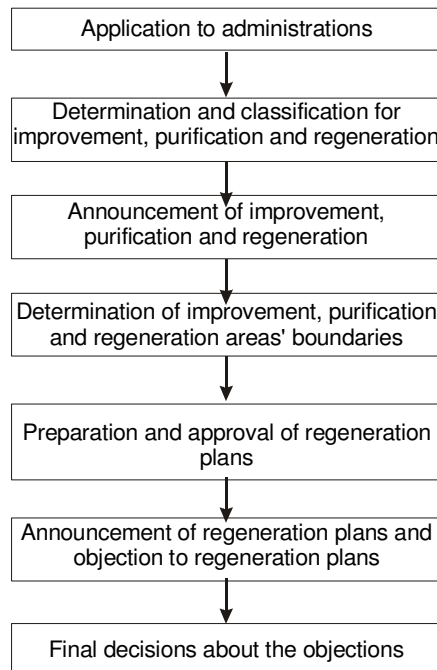 Application to administrations
Determination and classification for
improvement, purification and regeneration
Announcement of improvement,
purification and regeneration
Determination of improvement, purification
and regeneration areas' boundaries
Preparation and approval of regeneration
plans
Announcement of regeneration plans and
objection to regeneration plans
Final decisions about the objections